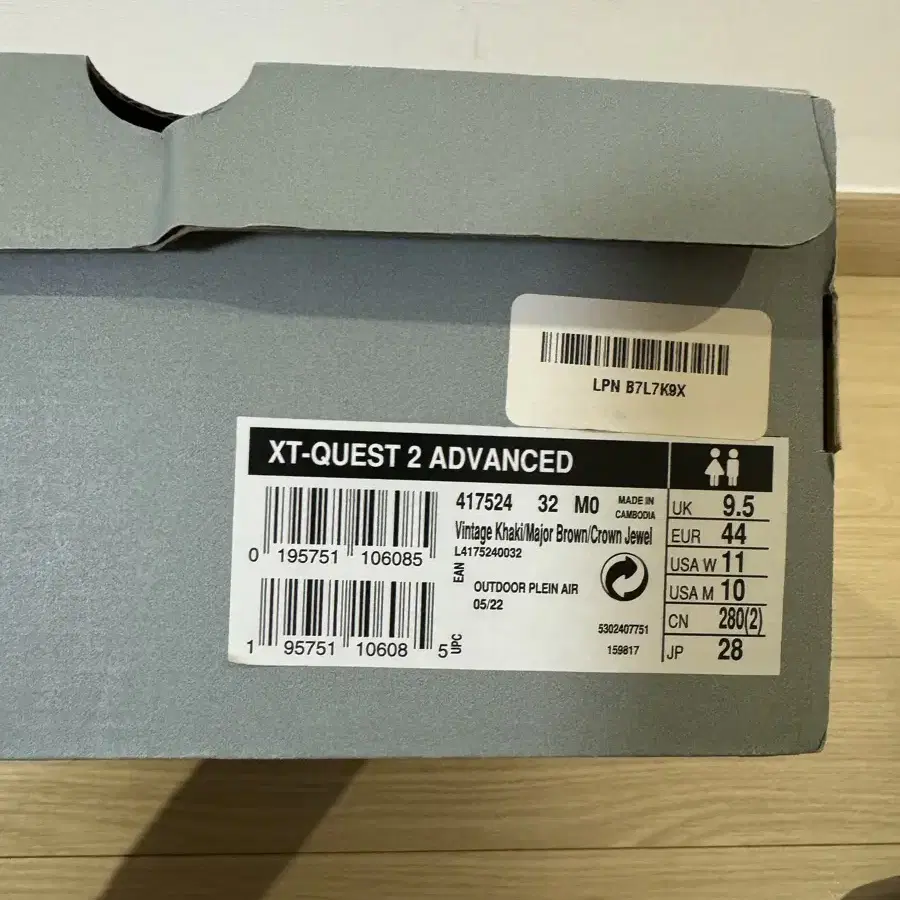 LPN B7L7K9X
XT-QUEST 2 ADVANCED
0 195751 106085
EAN
1 95751 10608 5
UPC
417524 32 M0
MADE IN
CAMBODIA
Vintage Khaki/Major Brown/Crown Jewel
L4175240032
OUTDOOR PLEIN AIR
05/22
5302407751
159817
UK 9.5
EUR 44
USA W 11
USA M 10
CN 280(2)
JP 28